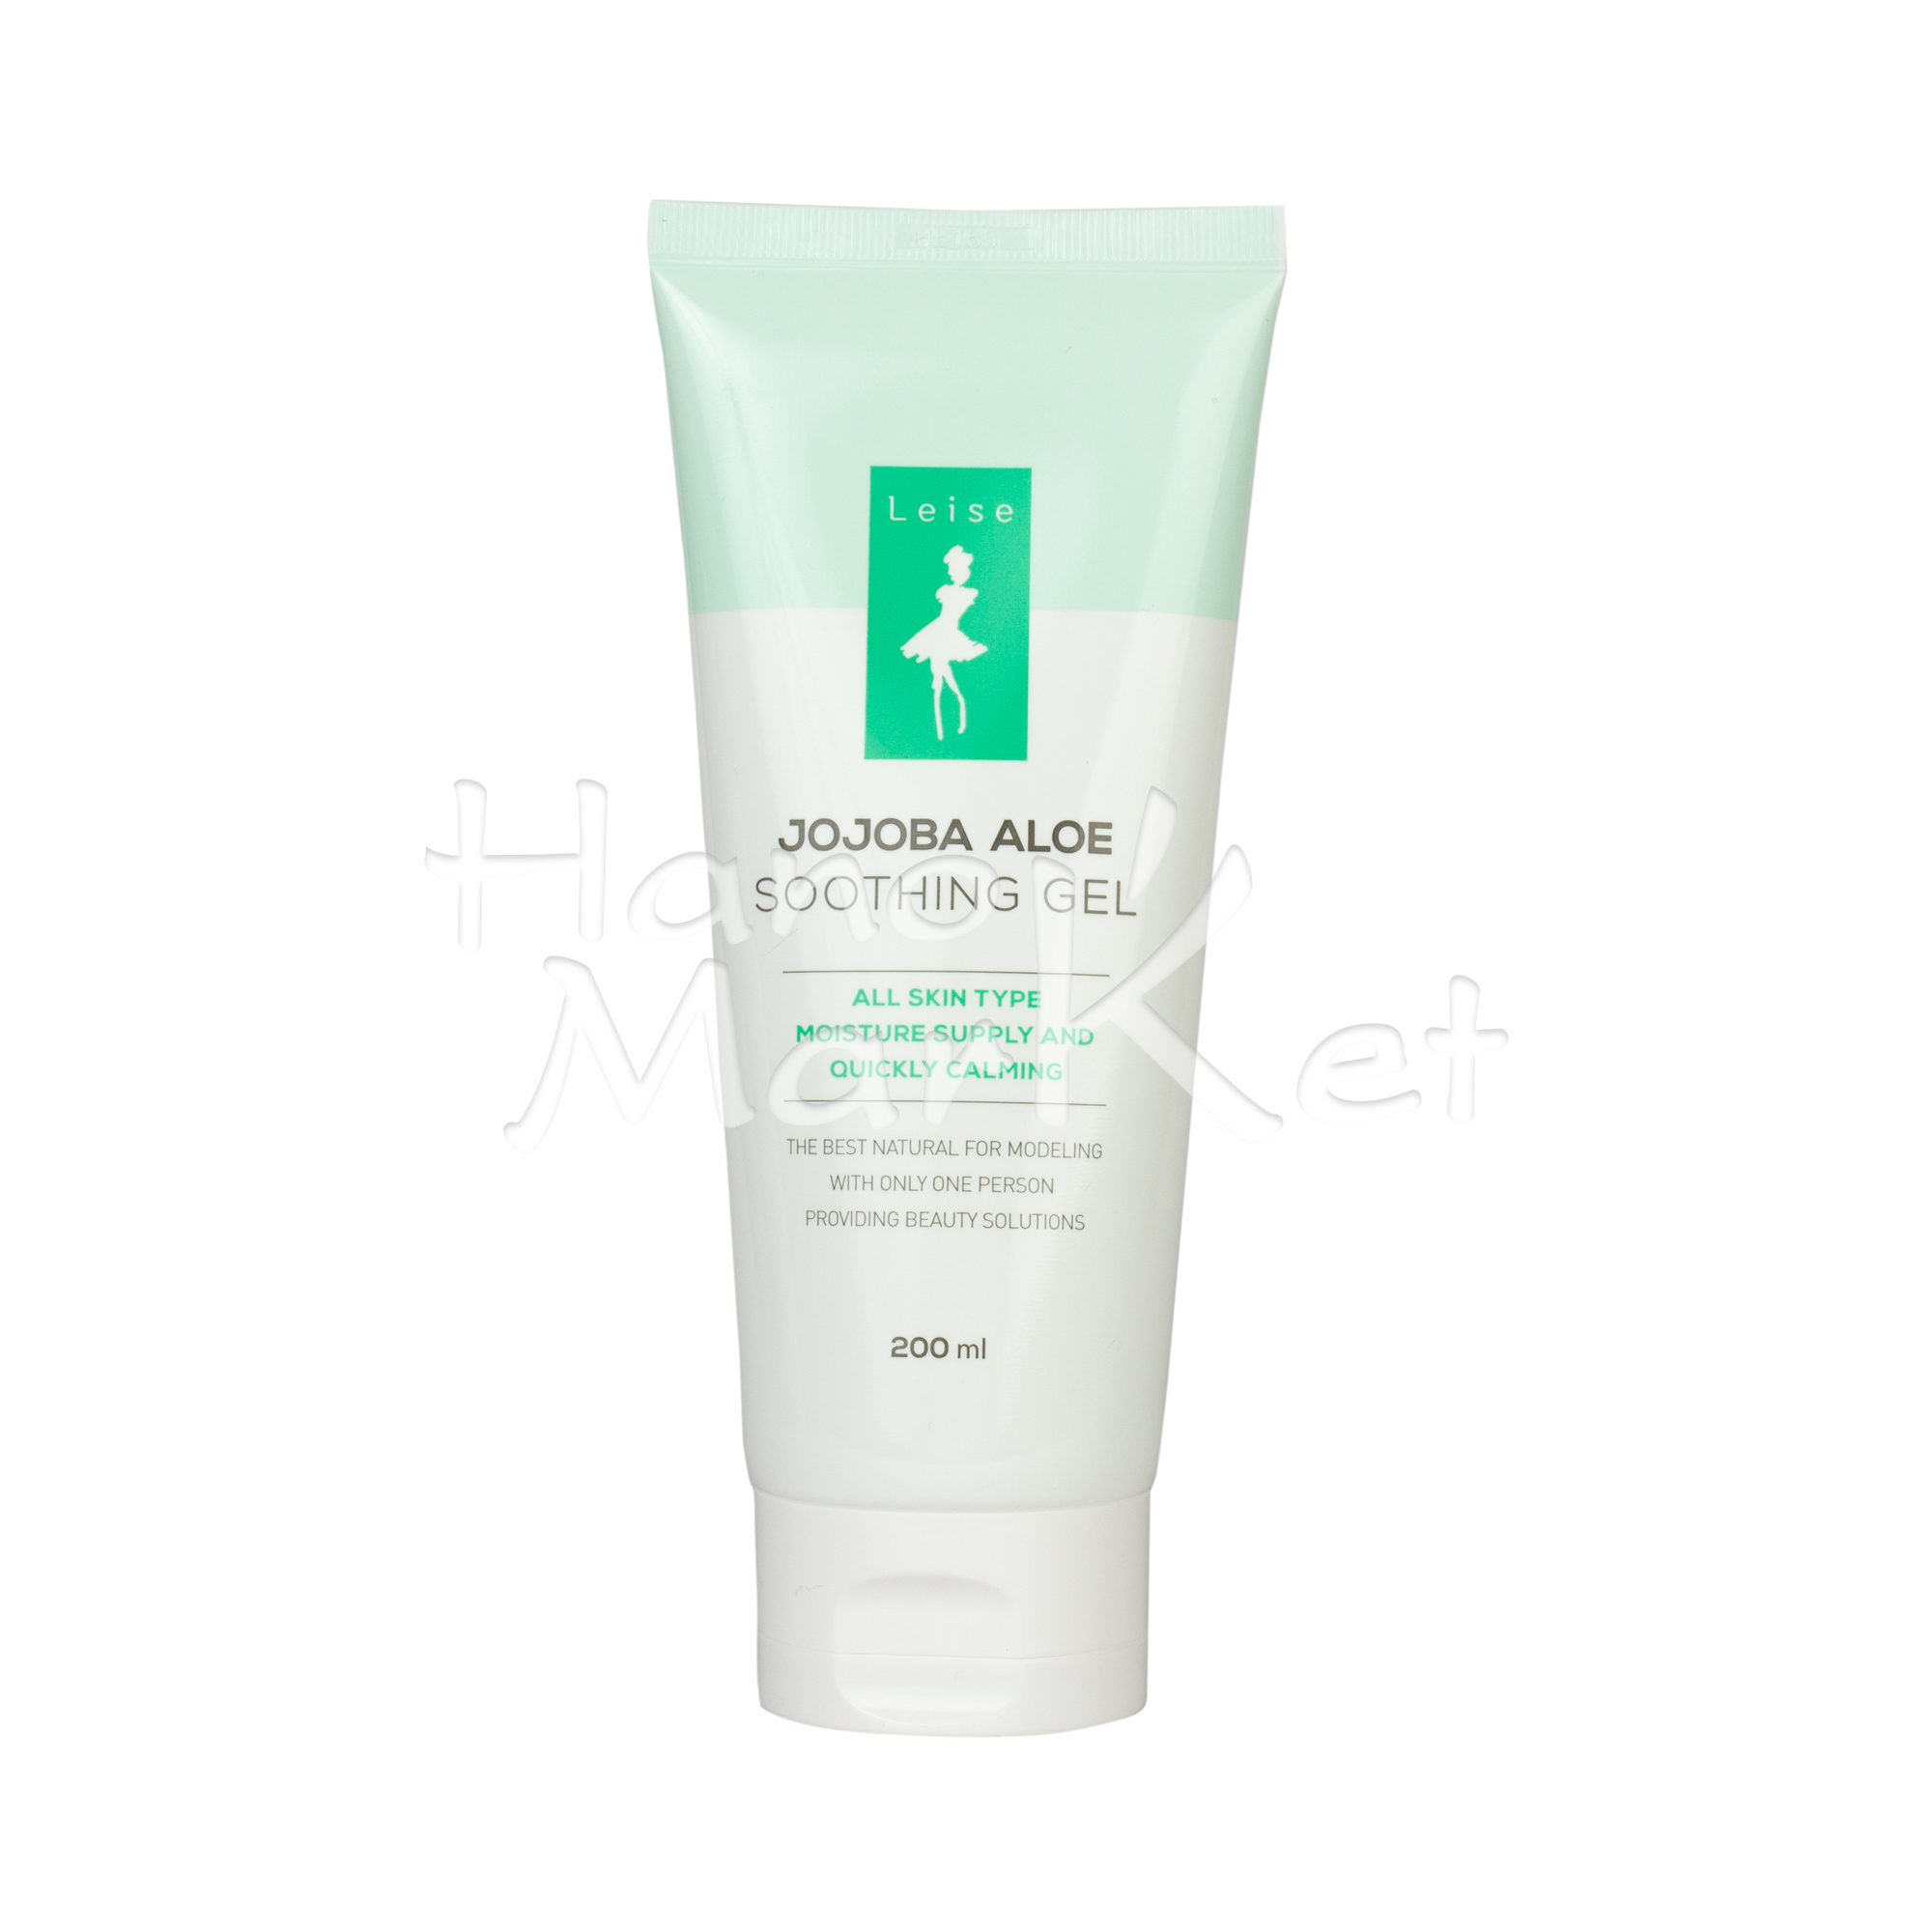 Leise
JOJOBA ALOE
SOOTHING GEL
ALL SKIN TYPE
MOISTURE SUPPLY AND
QUICKLY CALMING
THE BEST NATURAL FOR MODELING
WITH ONLY ONE PERSON
PROVIDING BEAUTY SOLUTIONS
200 ml
Hanok
Market